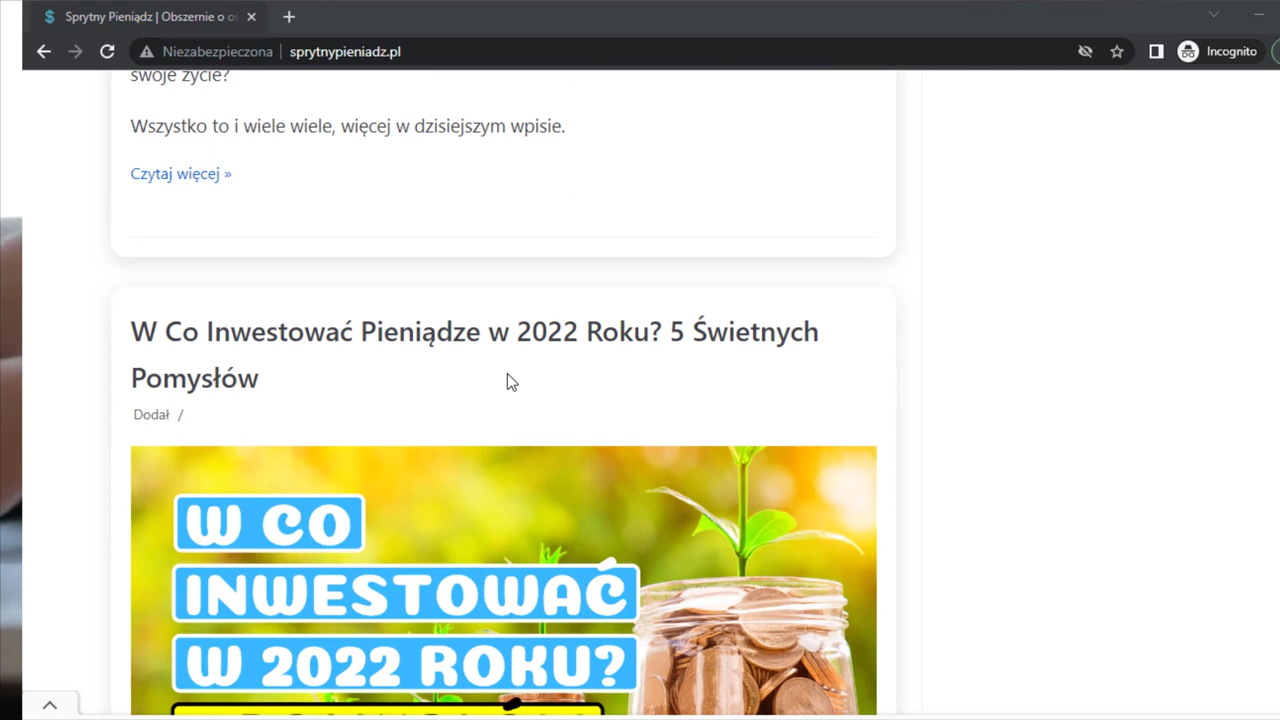 Sprytny Pieniądz | Obszernie o
Niezabezpieczona
sprytnypieniadz.pl
Incognito
swoje życie?
Wszystko to i wiele wiele, więcej w dzisiejszym wpisie.
Czytaj więcej »
W Co Inwestować Pieniądze w 2022 Roku? 5 Świetnych
Pomysłów
Dodał /
W CO
INWESTOWAĆ
W 2022 ROKU?